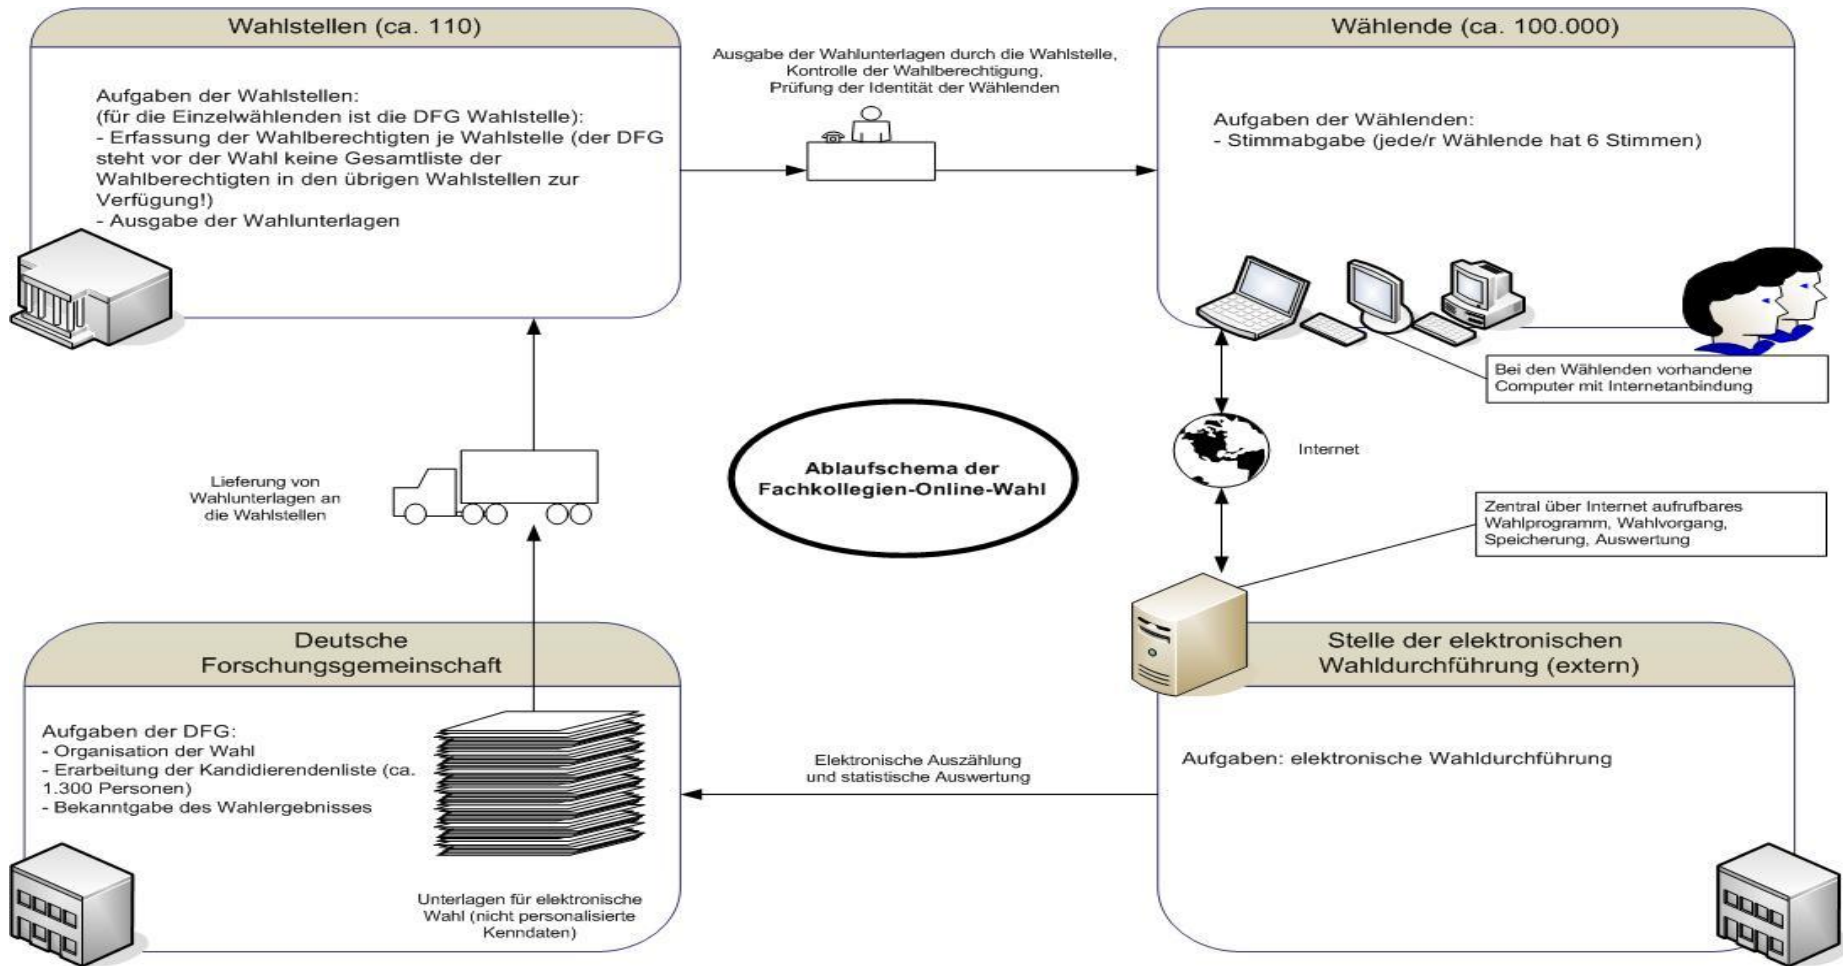 Wahlstellen (ca. 110)
Aufgaben der Wahlstellen:
(für die Einzelwählenden ist die DFG Wahlstelle):
- Erfassung der Wahlberechtigten je Wahlstelle (der DFG
steht vor der Wahl keine Gesamtliste der
Wahlberechtigten in den übrigen Wahlstellen zur
Verfügung!)
- Ausgabe der Wahlunterlagen
Ausgabe der Wahlunterlagen durch die Wahlstelle,
Kontrolle der Wahlberechtigung,
Prüfung der Identität der Wählenden
Wählende (ca. 100.000)
Aufgaben der Wählenden:
- Stimmabgabe (jede/r Wählende hat 6 Stimmen)
Bei den Wählenden vorhandene
Computer mit Internetanbindung
Internet
Lieferung von
Wahlunterlagen an
die Wahlstellen
Ablaufschema der
Fachkollegien-Online-Wahl
Zentral über Internet aufrufbares
Wahlprogramm, Wahlvorgang,
Speicherung, Auswertung
Deutsche
Forschungsgemeinschaft
Aufgaben der DFG:
- Organisation der Wahl
- Erarbeitung der Kandidierendenliste (ca.
1.300 Personen)
- Bekanntgabe des Wahlergebnisses
Unterlagen für elektronische
Wahl (nicht personalisierte
Kenndaten)
Elektronische Auszählung
und statistische Auswertung
Stelle der elektronischen
Wahldurchführung (extern)
Aufgaben: elektronische Wahldurchführung